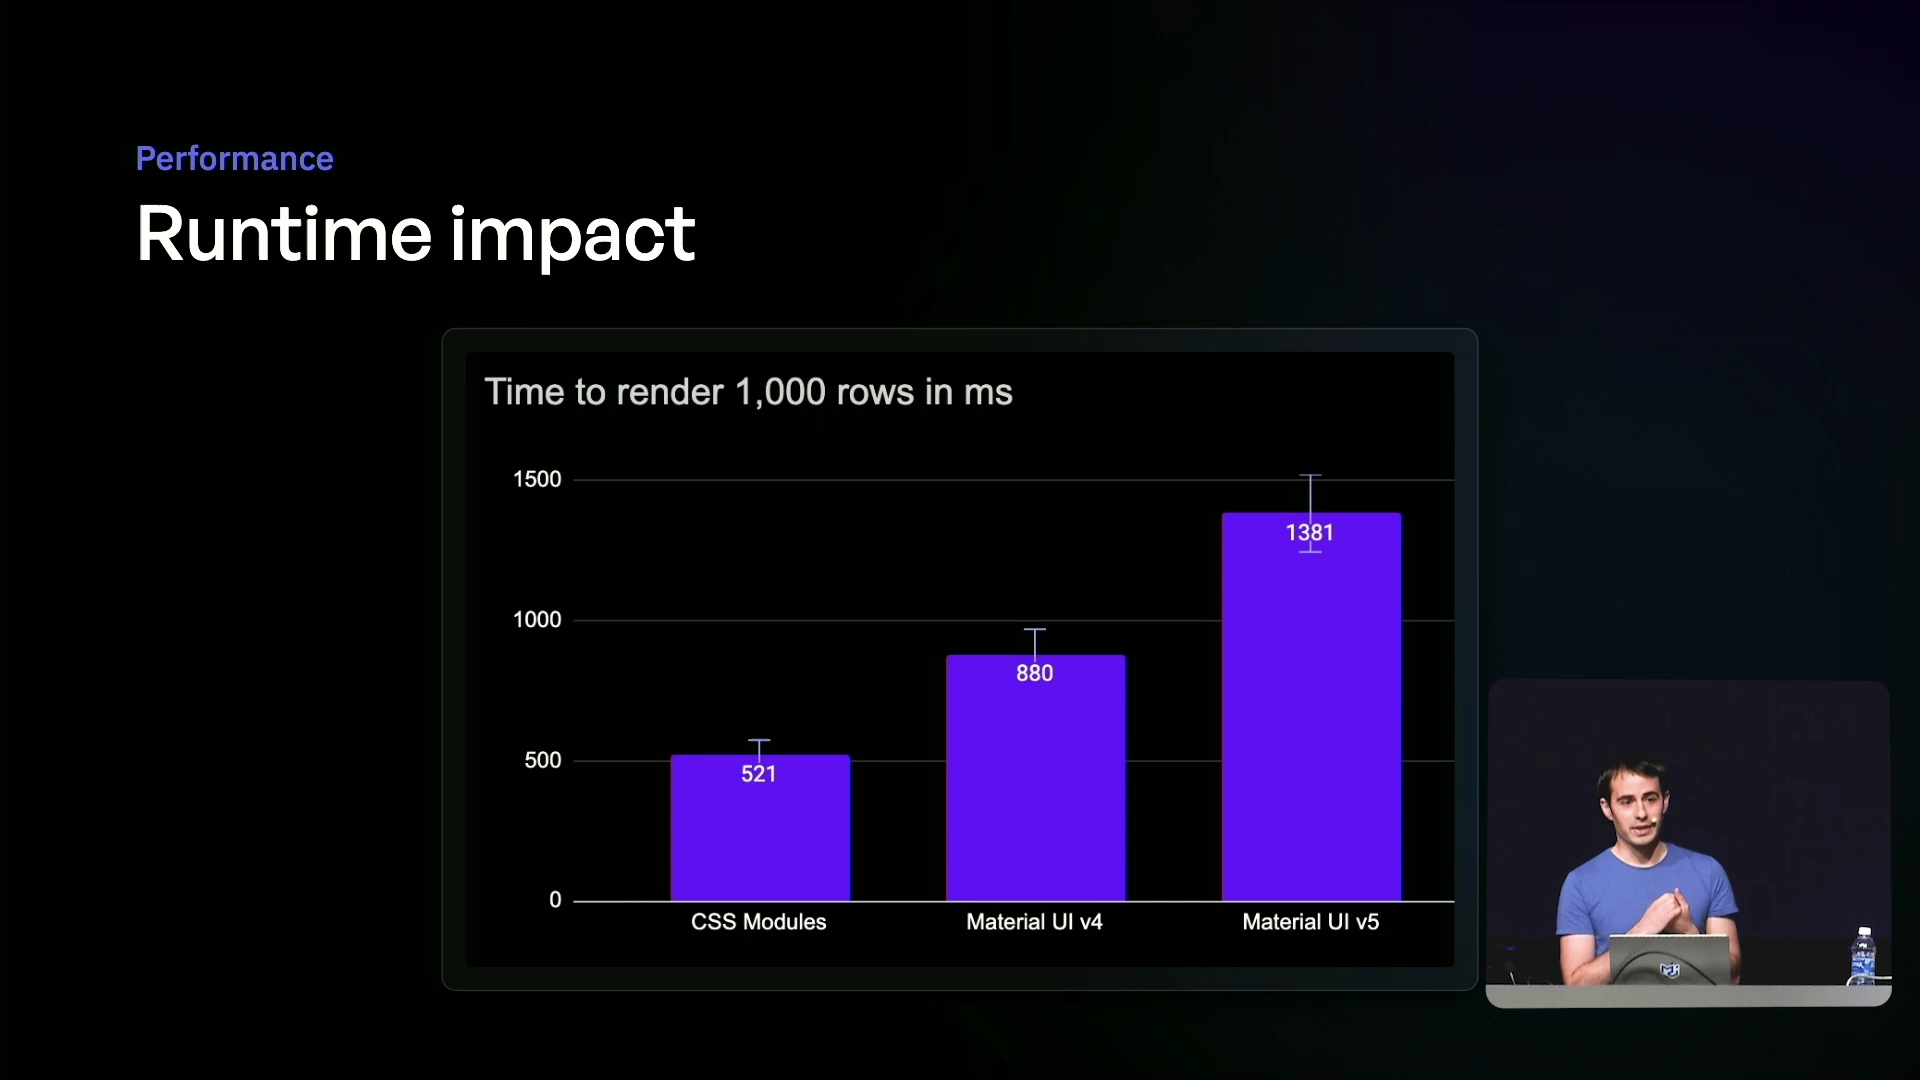 Performance
Runtime impact
Time to render 1,000 rows in ms
1500
1000
500
0
521
880
1381
CSS Modules
Material UI v4
Material UI v5